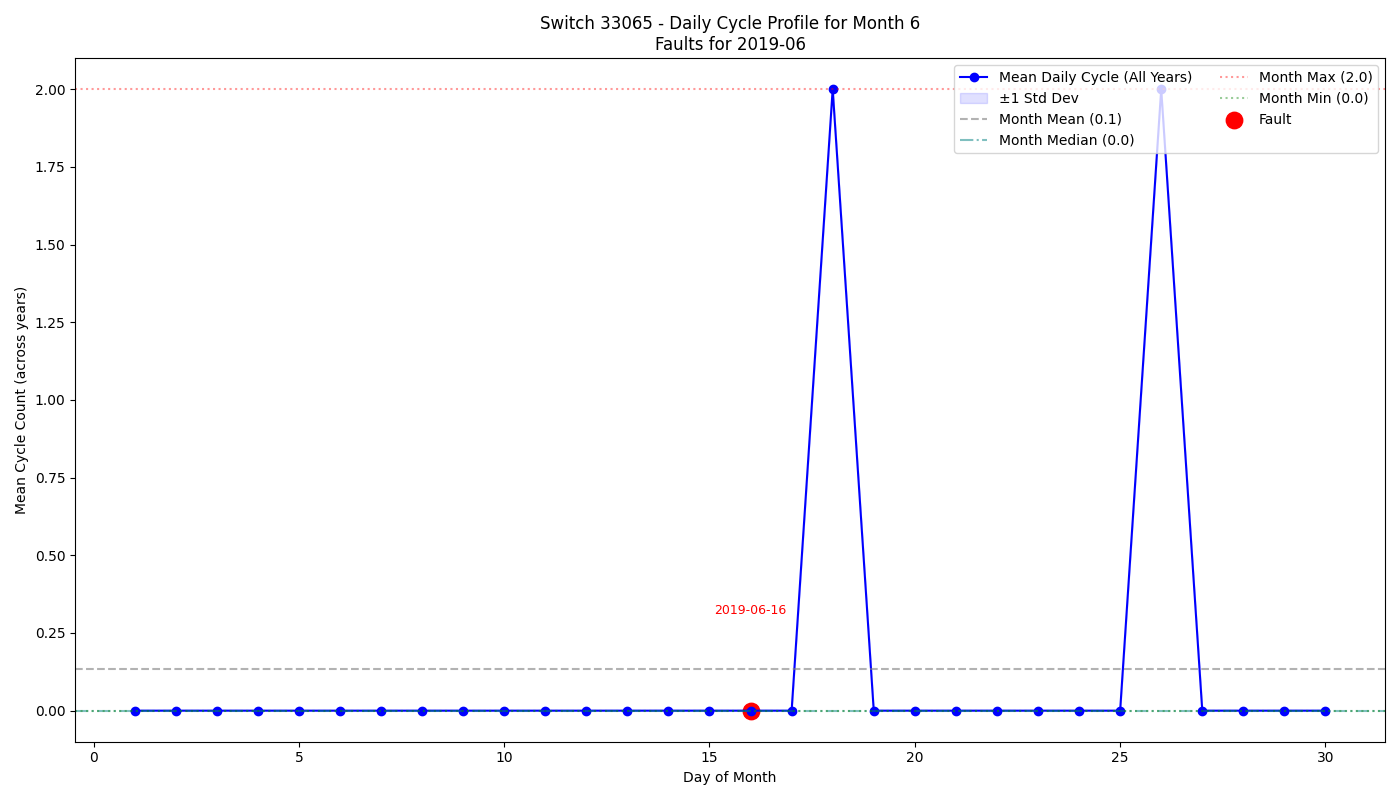 Switch 33065 - Daily Cycle Profile for Month 6
Faults for 2019-06
Mean Daily Cycle (All Years)
±1 Std Dev
Month Mean (0.1)
Month Median (0.0)
Month Max (2.0)
Month Min (0.0)
Fault
Mean Cycle Count (across years)
2.00
1.75
1.50
1.25
1.00
0.75
0.50
0.25
0.00
2019-06-16
0
5
10
15
20
25
30
Day of Month